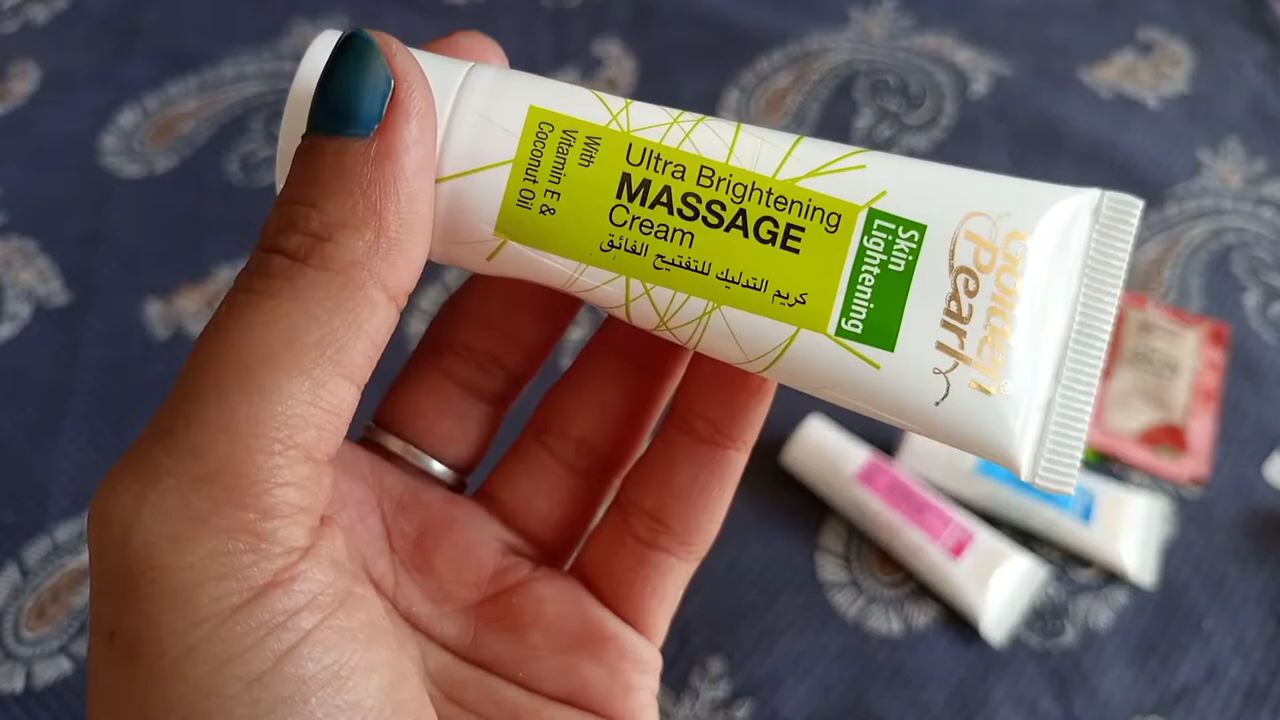 Golden
Pearl
Skin
Lightening
Ultra Brightening
MASSAGE
Cream
كريم التدليك للتفتيح الفائق
With
Vitamin E &
Coconut Oil